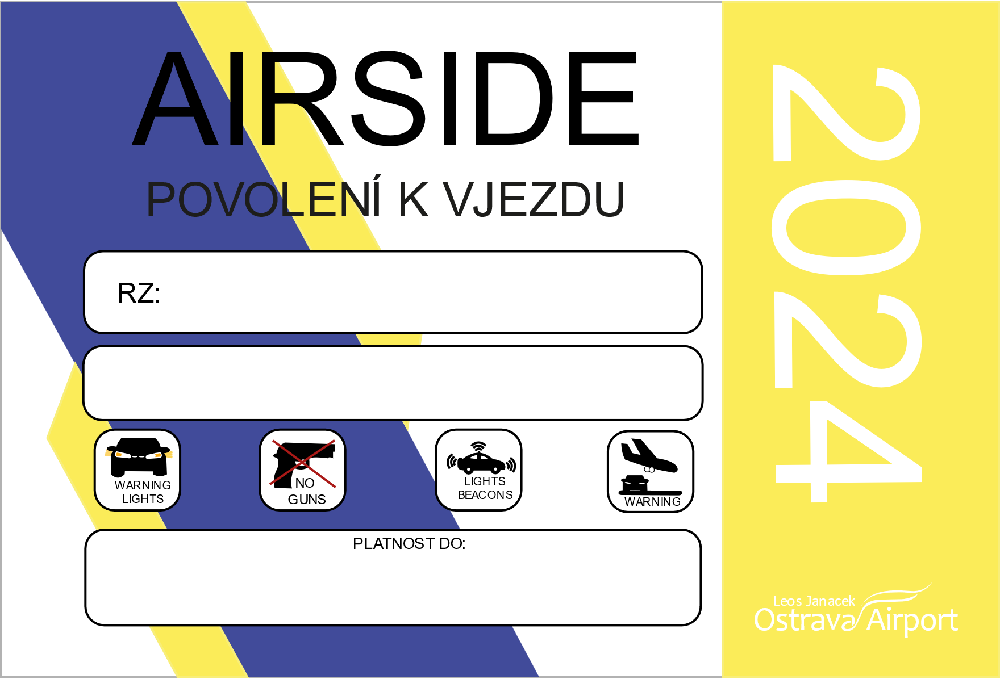 AIRSIDE
POVOLENÍ K VJEZDU
RZ:
WARNING
LIGHTS
NO
GUNS
LIGHTS
BEACONS
WARNING
PLATNOST DO:
2024
Leos Janacek
Ostrava Airport